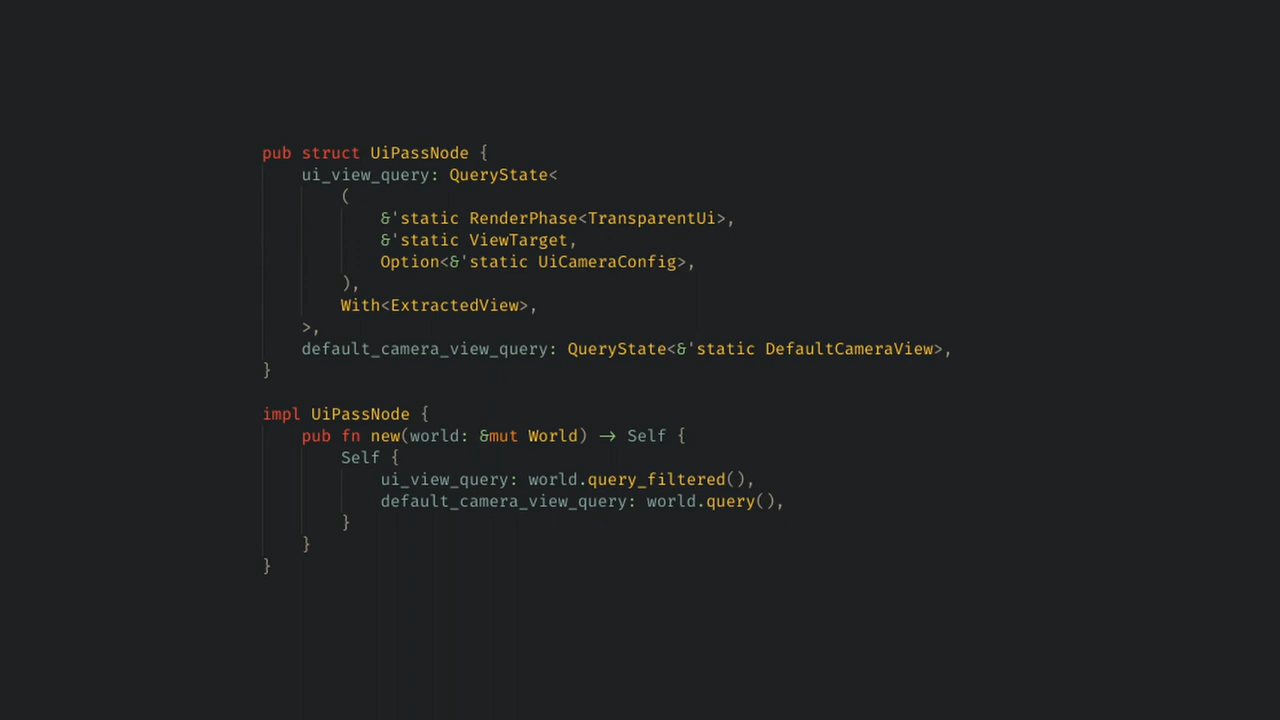 pub struct UiPassNode {
    ui_view_query: QueryState<
        (
            &'static RenderPhase<TransparentUi>,
            &'static ViewTarget,
            Option<&'static UiCameraConfig>,
        ),
        With<ExtractedView>,
    >,
    default_camera_view_query: QueryState<&'static DefaultCameraView>,
}

impl UiPassNode {
    pub fn new(world: &mut World) -> Self {
        Self {
            ui_view_query: world.query_filtered(),
            default_camera_view_query: world.query(),
        }
    }
}